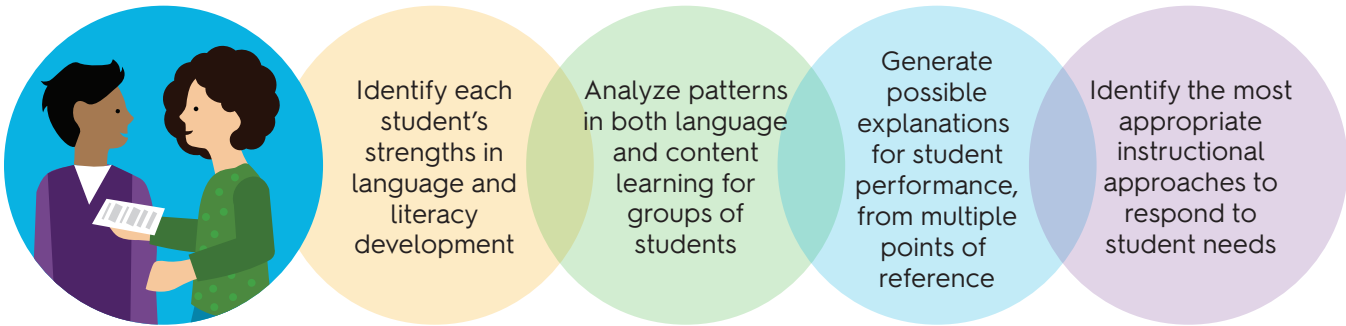 Identify each
student's
strengths in
language and
literacy
development
Analyze patterns
in both language
and content
learning for
groups of
students
Generate
possible
explanations
for student
performance,
from multiple
points of
reference
Identify the most
appropriate
instructional
approaches to
respond to
student needs